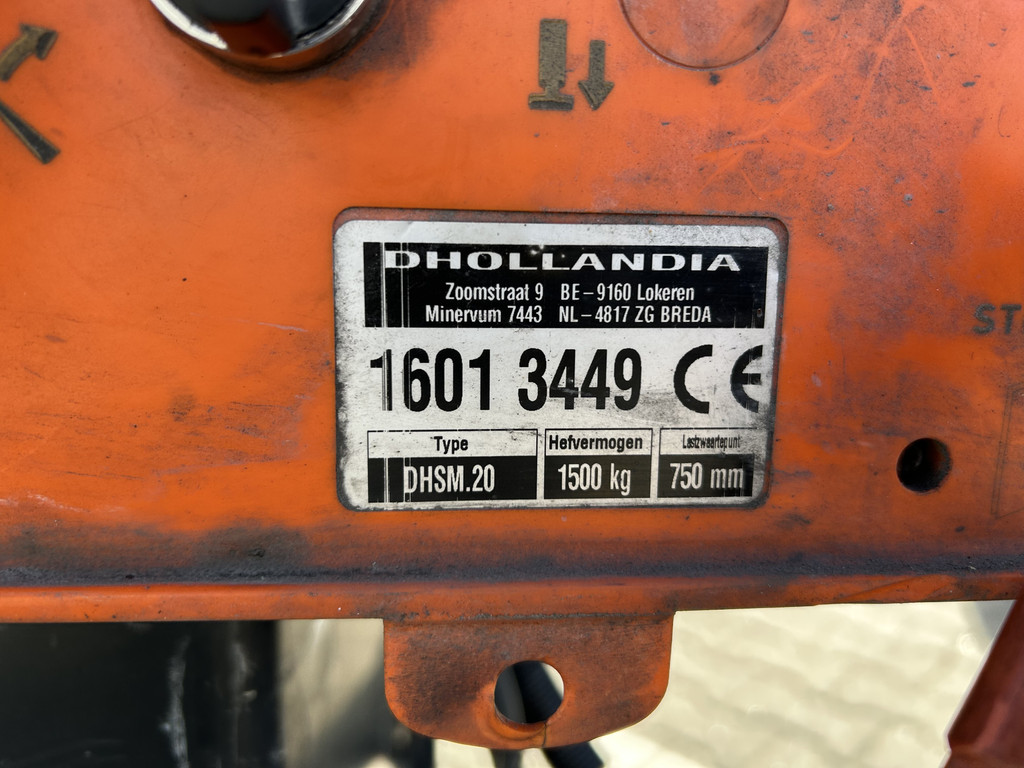 DHOLLANDIA
Zoomstraat 9 BE-9160 Lokeren
Minervum 7443 NL-4817 ZG BREDA
1601 3449 CE
Type Hefvermogen Lastzwaartepunt
DHSM.20 1500 kg 750 mm